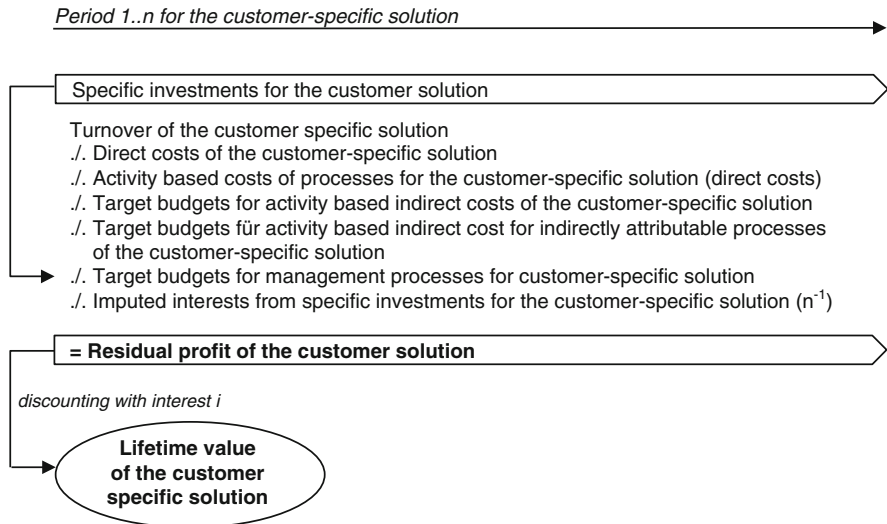 Period 1..n for the customer-specific solution
Specific investments for the customer solution
Turnover of the customer specific solution
./. Direct costs of the customer-specific solution
./. Activity based costs of processes for the customer-specific solution (direct costs)
./. Target budgets for activity based indirect costs of the customer-specific solution
./. Target budgets für activity based indirect cost for indirectly attributable processes
of the customer-specific solution
./. Target budgets for management processes for customer-specific solution
./. Imputed interests from specific investments for the customer-specific solution (n⁻¹)
= Residual profit of the customer solution
discounting with interest i
Lifetime value
of the customer
specific solution